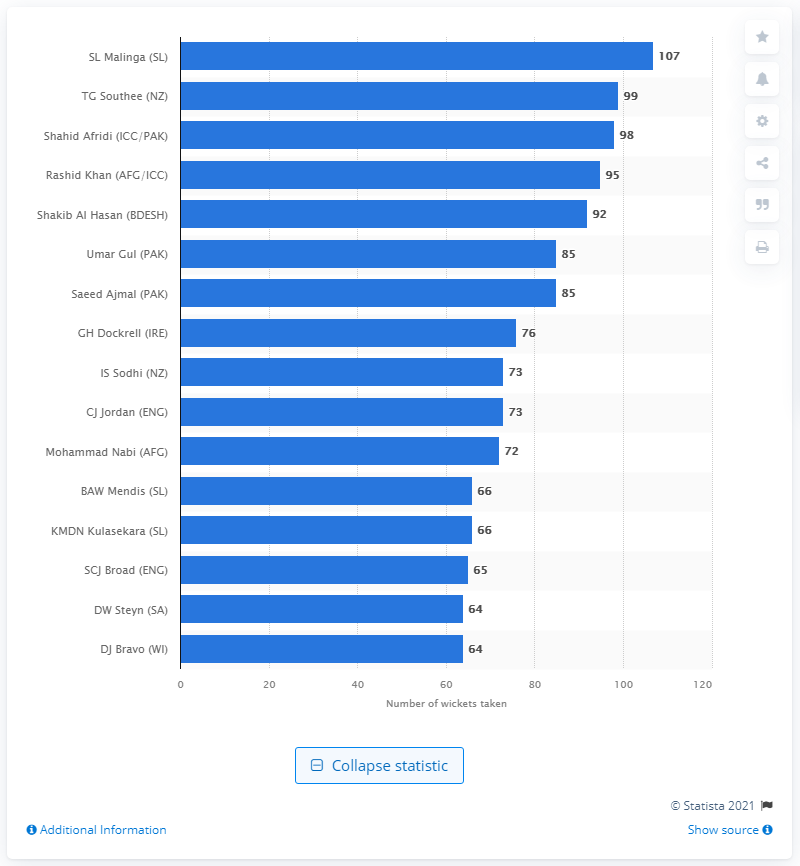 SL Malinga (SL) 107
TG Southee (NZ) 99
Shahid Afridi (ICC/PAK) 98
Rashid Khan (AFG/ICC) 95
Shakib Al Hasan (BDESH) 92
Umar Gul (PAK) 85
Saeed Ajmal (PAK) 85
GH Dockrell (IRE) 76
IS Sodhi (NZ) 73
CJ Jordan (ENG) 73
Mohammad Nabi (AFG) 72
BAW Mendis (SL) 66
KMDN Kulasekara (SL) 66
SCJ Broad (ENG) 65
DW Steyn (SA) 64
DJ Bravo (WI) 64
0 20 40 60 80 100 120
Number of wickets taken
Collapse statistic
© Statista 2021
Additional Information Show source